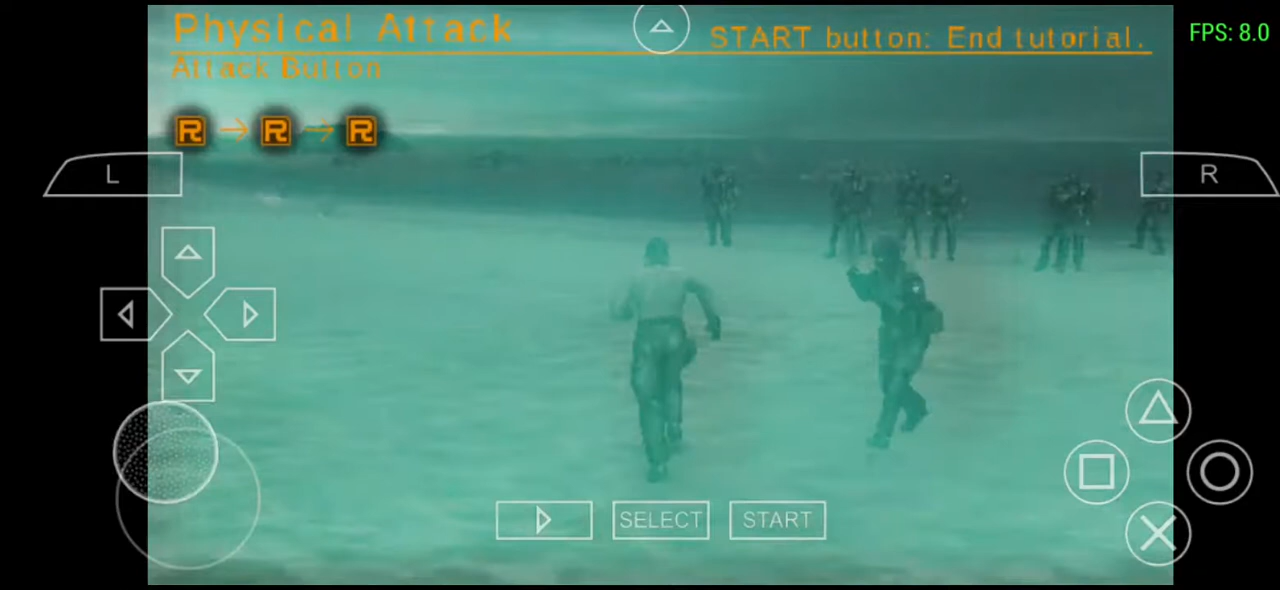 Physical Attack
START button: End tutorial.
FPS: 8.0
Attack Button
R → R → R
L
R
SELECT
START